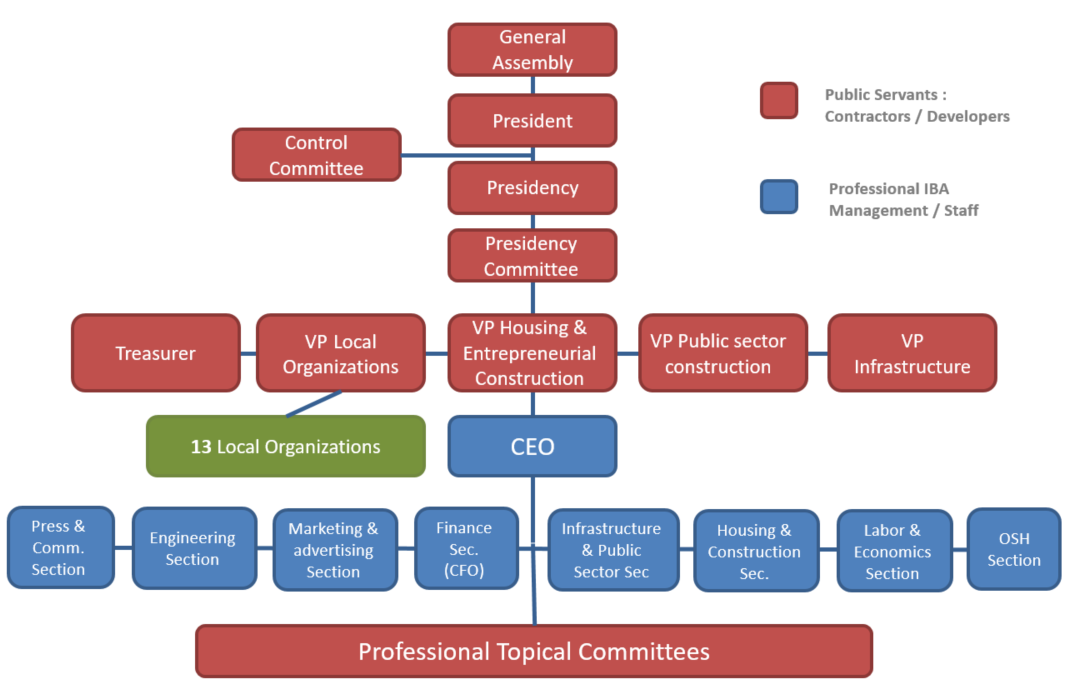 General
Assembly
President
Control
Committee
Presidency
Presidency
Committee
Public Servants :
Contractors / Developers
Professional IBA
Management / Staff
Treasurer
VP Local
Organizations
VP Housing &
Entrepreneurial
Construction
VP Public sector
construction
VP
Infrastructure
13 Local Organizations
CEO
Press &
Comm.
Section
Engineering
Section
Marketing &
advertising
Section
Finance
Sec.
(CFO)
Infrastructure
& Public
Sector Sec
Housing &
Construction
Sec.
Labor &
Economics
Section
OSH
Section
Professional Topical Committees